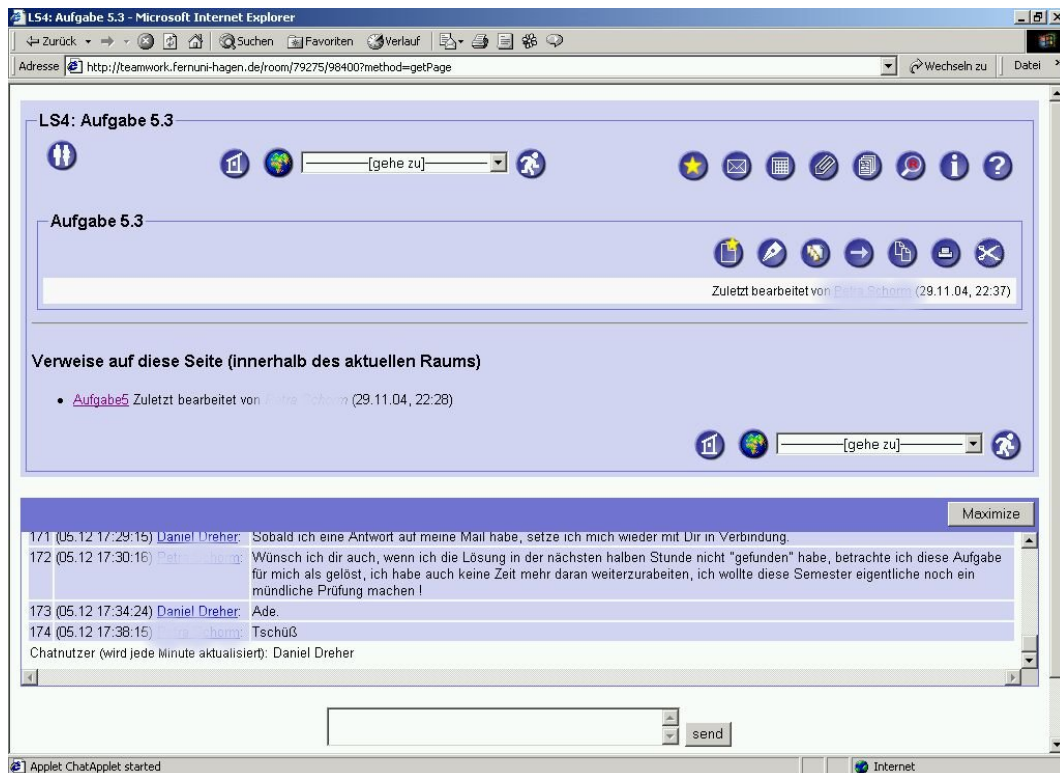 LS4: Aufgabe 5.3 - Microsoft Internet Explorer
Zurück Suchen Favoriten Verlauf
Adresse http://teamwork.fernuni-hagen.de/room/79275/98400?method=getPage Wechseln zu Datei
LS4: Aufgabe 5.3
[gehe zu]
Aufgabe 5.3
Zuletzt bearbeitet von (29.11.04, 22:37)
Verweise auf diese Seite (innerhalb des aktuellen Raums)
Aufgabe5 Zuletzt bearbeitet von (29.11.04, 22:28)
[gehe zu]
Maximize
171 (05.12 17:29:15) Daniel Dreher: Sobald ich eine Antwort auf meine Mail habe, setze ich mich wieder mit Dir in Verbindung.
172 (05.12 17:30:16) Wünsch ich dir auch, wenn ich die Lösung in der nächsten halben Stunde nicht "gefunden" habe, betrachte ich diese Aufgabe
für mich als gelöst, ich habe auch keine Zeit mehr daran weiterzurabeiten, ich wollte diese Semester eigentliche noch ein
mündliche Prüfung machen !
173 (05.12 17:34:24) Daniel Dreher: Ade.
174 (05.12 17:38:15) Tschüß
Chatnutzer (wird jede Minute aktualisiert): Daniel Dreher
send
Applet ChatApplet started Internet